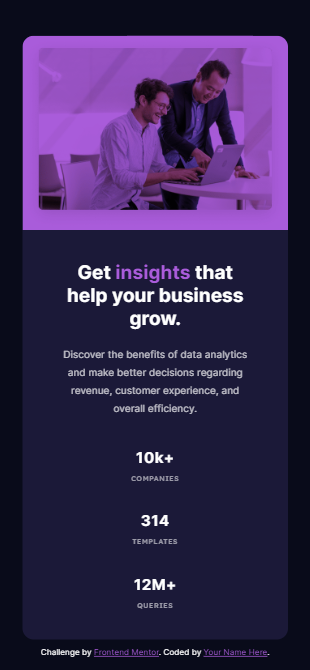 Get insights that
help your business
grow.
Discover the benefits of data analytics
and make better decisions regarding
revenue, customer experience, and
overall efficiency.
10k+
COMPANIES
314
TEMPLATES
12M+
QUERIES
Challenge by Frontend Mentor. Coded by Your Name Here.